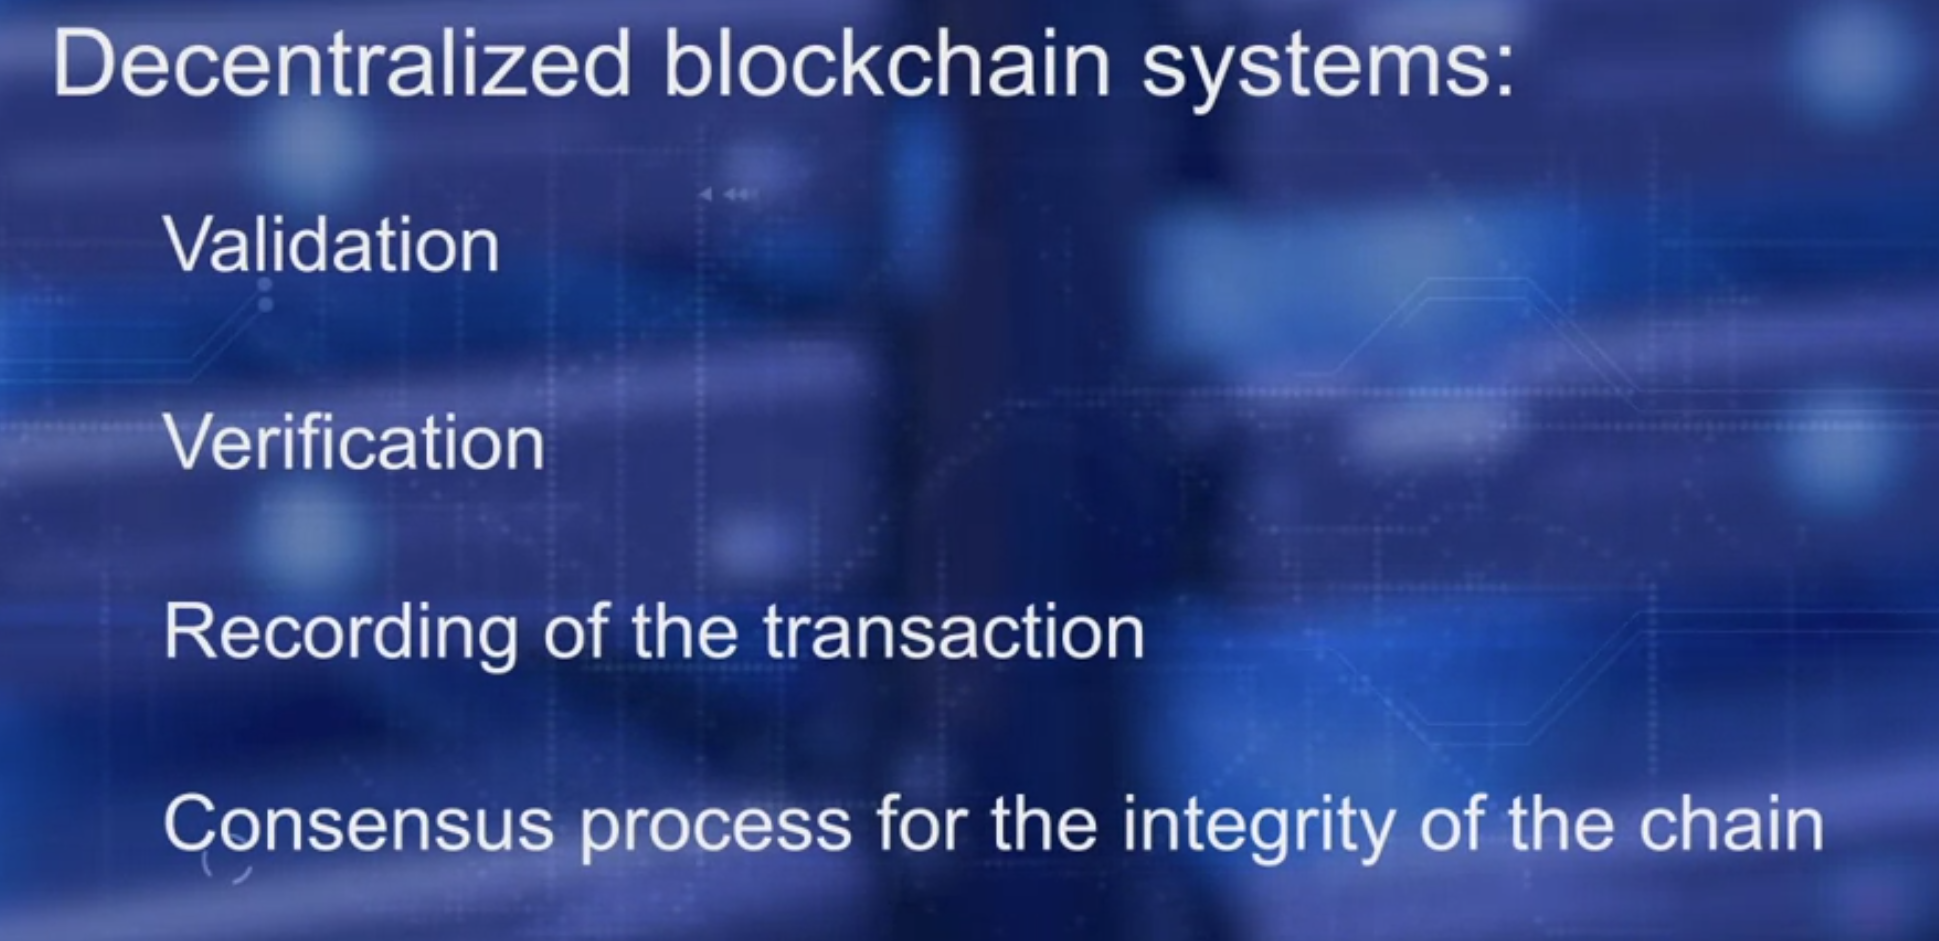 Decentralized blockchain systems:
Validation
Verification
Recording of the transaction
Consensus process for the integrity of the chain